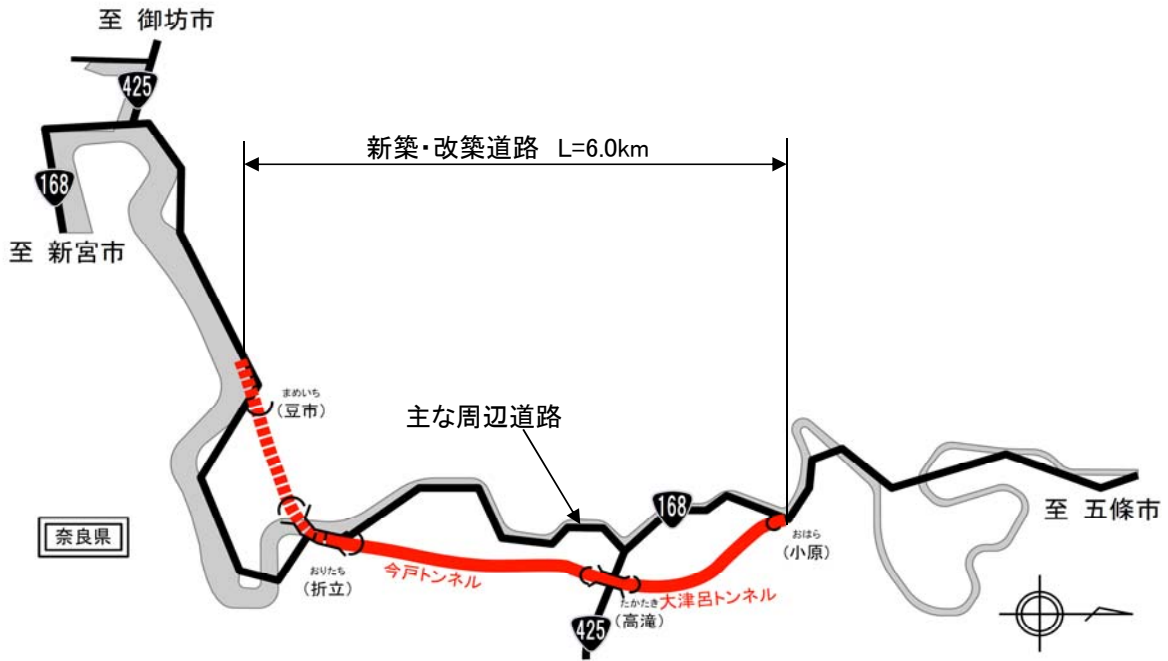 至 御坊市
425
168
至 新宮市
新築・改築道路 L=6.0km
まめいち
(豆市)
主な周辺道路
168
至 五條市
奈良県
おはら
(小原)
おりたち
(折立)
今戸トンネル
たかたき
(高滝)
大津呂トンネル
425